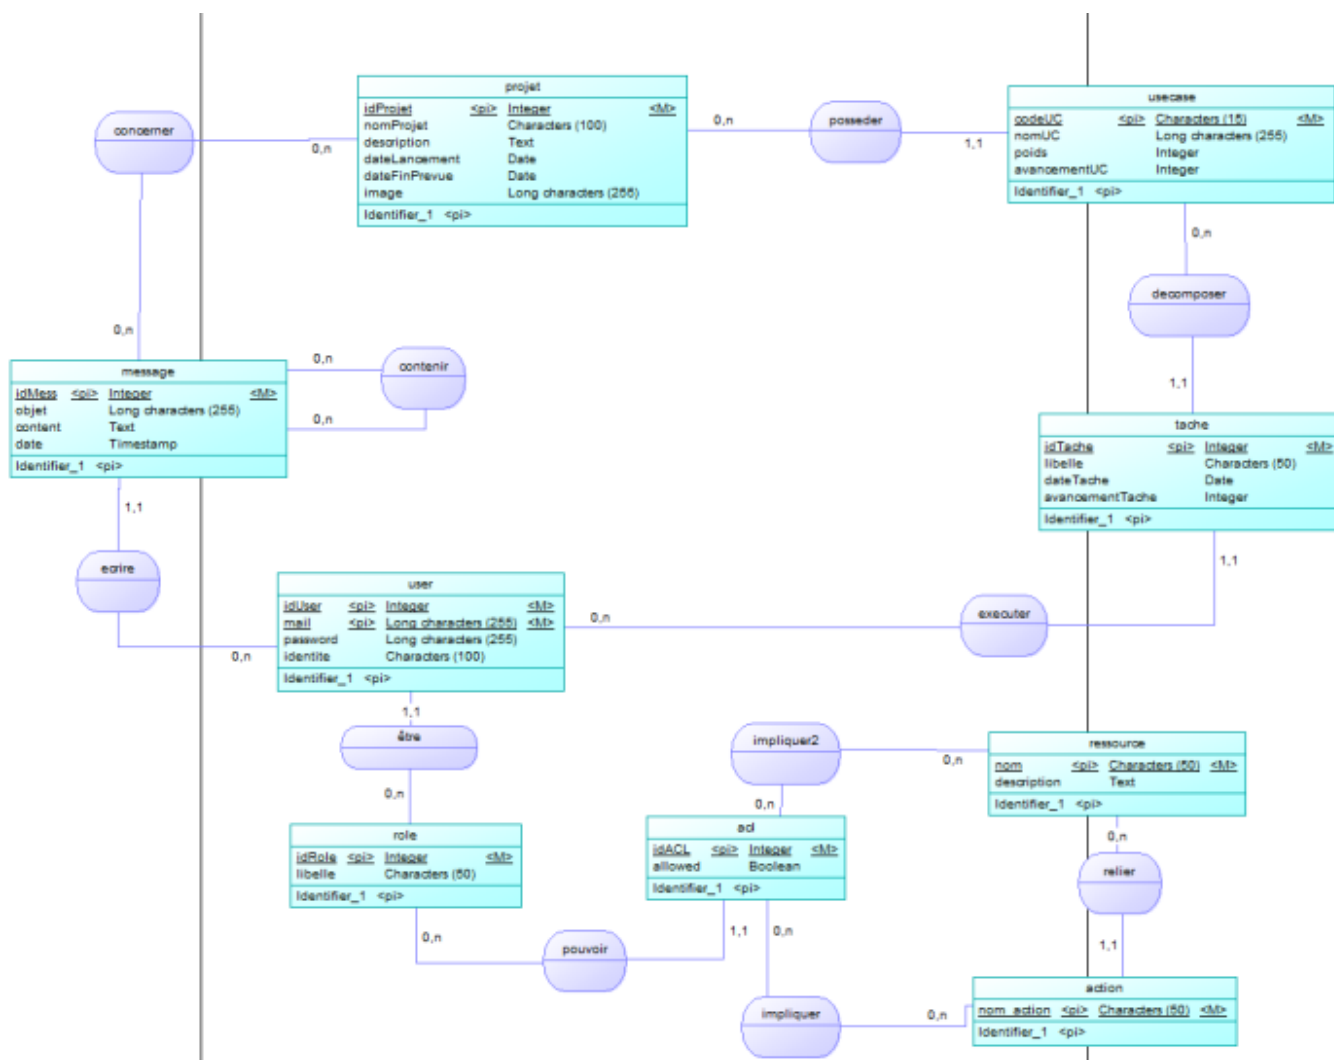 projet
idProjet <pi> Integer <M>
nomProjet Characters (100)
description Text
dateLancement Date
dateFinPrevue Date
image Long characters (255)
Identifier_1 <pi>
concerner
0,n
0,n
posseder
0,n
1,1
usecase
codeUC <pi> Characters (15) <M>
nomUC Long characters (255)
poids Integer
avancementUC Integer
Identifier_1 <pi>
0,n
decomposer
1,1
message
idMess <pi> Integer <M>
objet Long characters (255)
content Text
date Timestamp
Identifier_1 <pi>
0,n
contenir
0,n
tache
idTache <pi> Integer <M>
libelle Characters (50)
dateTache Date
avancementTache Integer
Identifier_1 <pi>
1,1
ecrire
0,n
user
idUser <pi> Integer <M>
mail <pi> Long characters (255) <M>
password Long characters (255)
identite Characters (100)
Identifier_1 <pi>
0,n
executer
1,1
1,1
être
0,n
role
idRole <pi> Integer <M>
libelle Characters (50)
Identifier_1 <pi>
impliquer2
0,n
0,n
ressource
nom <pi> Characters (50) <M>
description Text
Identifier_1 <pi>
acl
idACL <pi> Integer <M>
allowed Boolean
Identifier_1 <pi>
0,n
relier
1,1
0,n
pouvoir
1,1
0,n
impliquer
0,n
action
nom_action <pi> Characters (50) <M>
Identifier_1 <pi>